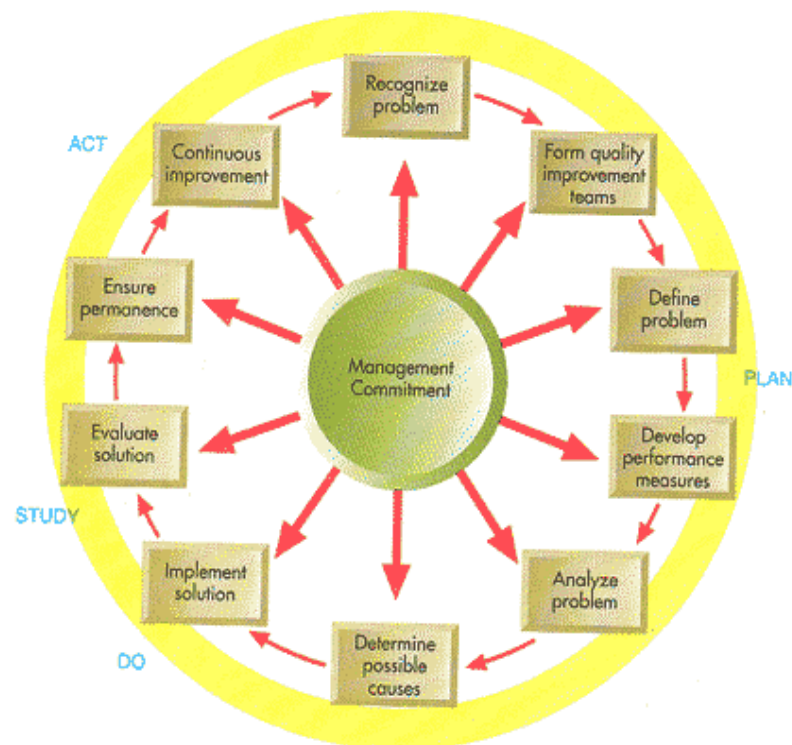 Recognize
problem
Form quality
improvement
teams
Define
problem
PLAN
Develop
performance
measures
Analyze
problem
Determine
possible
causes
Implement
solution
DO
Evaluate
solution
STUDY
Ensure
permanence
Continuous
improvement
ACT
Management
Commitment